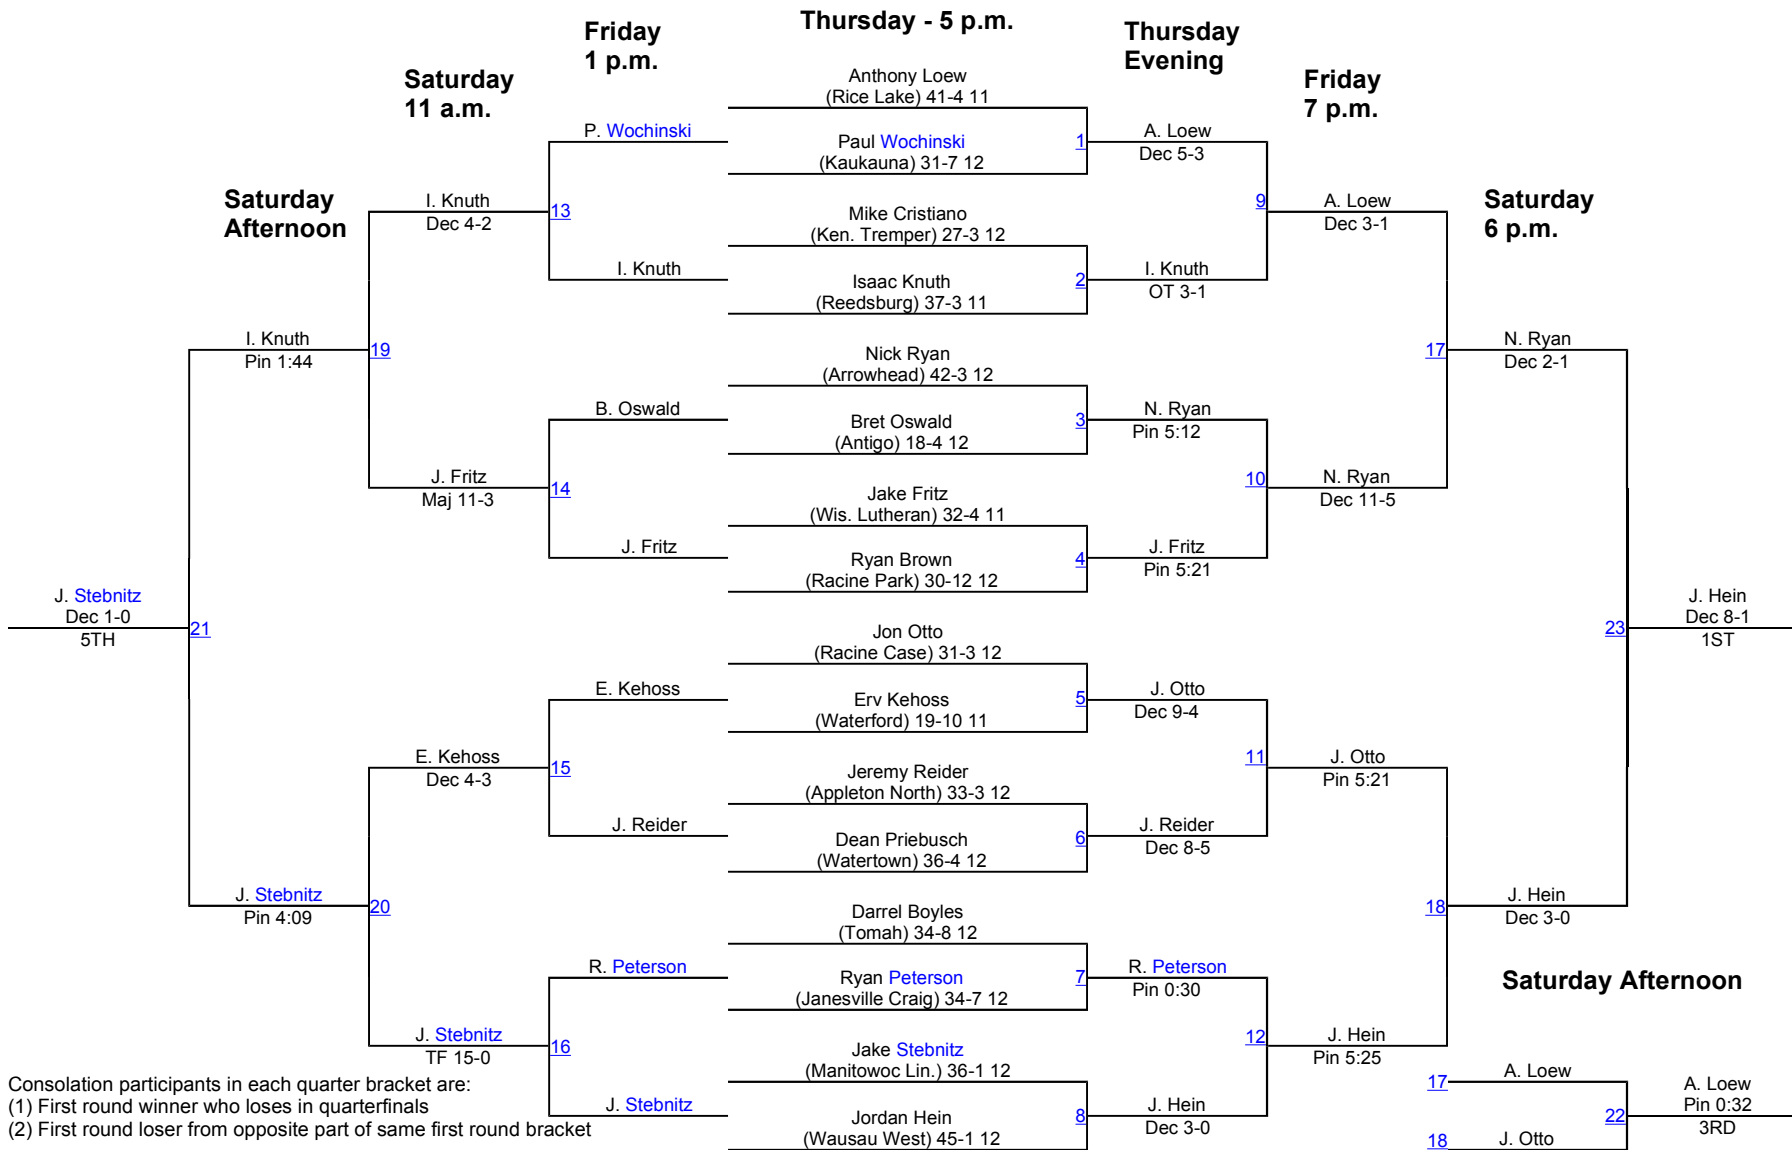 Thursday - 5 p.m.
Friday
1 p.m.
Thursday
Evening
Saturday
11 a.m.
Friday
7 p.m.
Anthony Loew
(Rice Lake) 41-4 11
P. Wochinski
Paul Wochinski
(Kaukauna) 31-7 12
1
A. Loew
Dec 5-3
Saturday
Afternoon
I. Knuth
Dec 4-2
13
Mike Cristiano
(Ken. Tremper) 27-3 12
9
A. Loew
Dec 3-1
Saturday
6 p.m.
I. Knuth
Isaac Knuth
(Reedsburg) 37-3 11
2
I. Knuth
OT 3-1
I. Knuth
Pin 1:44
19
Nick Ryan
(Arrowhead) 42-3 12
17
N. Ryan
Dec 2-1
B. Oswald
Bret Oswald
(Antigo) 18-4 12
3
N. Ryan
Pin 5:12
J. Fritz
Maj 11-3
14
Jake Fritz
(Wis. Lutheran) 32-4 11
10
N. Ryan
Dec 11-5
J. Fritz
Ryan Brown
(Racine Park) 30-12 12
4
J. Fritz
Pin 5:21
J. Stebnitz
Dec 1-0
5TH
21
Jon Otto
(Racine Case) 31-3 12
23
J. Hein
Dec 8-1
1ST
E. Kehoss
Erv Kehoss
(Waterford) 19-10 11
5
J. Otto
Dec 9-4
E. Kehoss
Dec 4-3
15
Jeremy Reider
(Appleton North) 33-3 12
11
J. Otto
Pin 5:21
J. Reider
Dean Priebusch
(Watertown) 36-4 12
6
J. Reider
Dec 8-5
J. Stebnitz
Pin 4:09
20
Darrel Boyles
(Tomah) 34-8 12
18
J. Hein
Dec 3-0
R. Peterson
Ryan Peterson
(Janesville Craig) 34-7 12
7
R. Peterson
Pin 0:30
Saturday Afternoon
J. Stebnitz
TF 15-0
16
Jake Stebnitz
(Manitowoc Lin.) 36-1 12
12
J. Hein
Pin 5:25
Consolation participants in each quarter bracket are:
(1) First round winner who loses in quarterfinals
(2) First round loser from opposite part of same first round bracket
J. Stebnitz
Jordan Hein
(Wausau West) 45-1 12
8
J. Hein
Dec 3-0
17
A. Loew
22
A. Loew
Pin 0:32
3RD
18
J. Otto